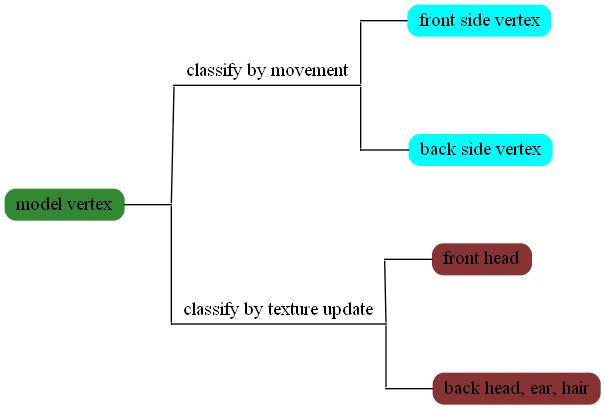 model vertex
classify by movement
front side vertex
back side vertex
classify by texture update
front head
back head, ear, hair